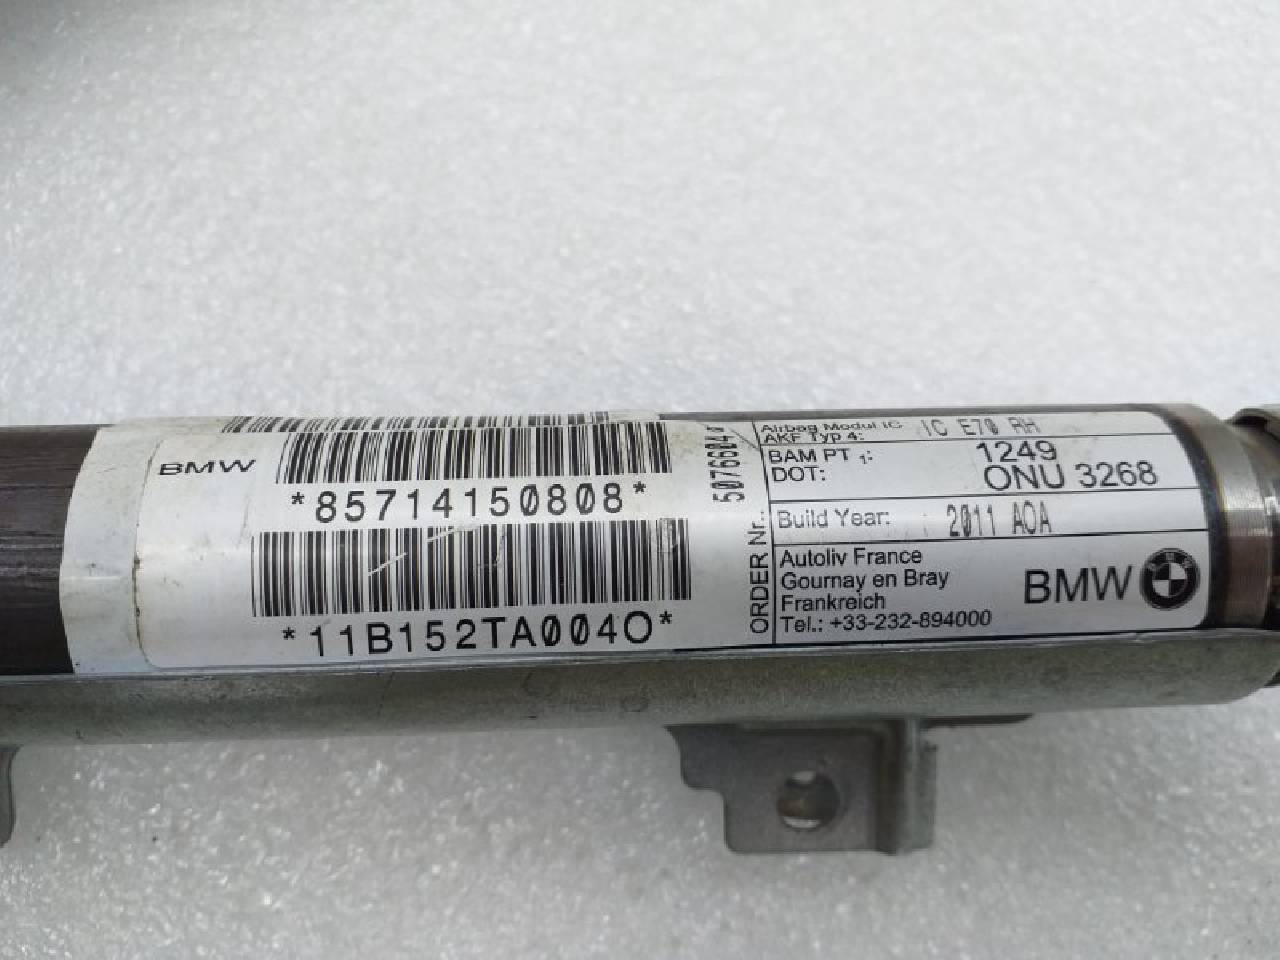 BMW
*85714150808*
*11B152TA004O*
ORDER Nr.:
Airbag Modul IC
AKF Typ 4: IC E70 RH
BAM PT 1: 1249
DOT: ONU 3268
Build Year: 2011 AOA
Autoliv France
Gournay en Bray
Frankreich
Tel.: +33-232-894000
BMW